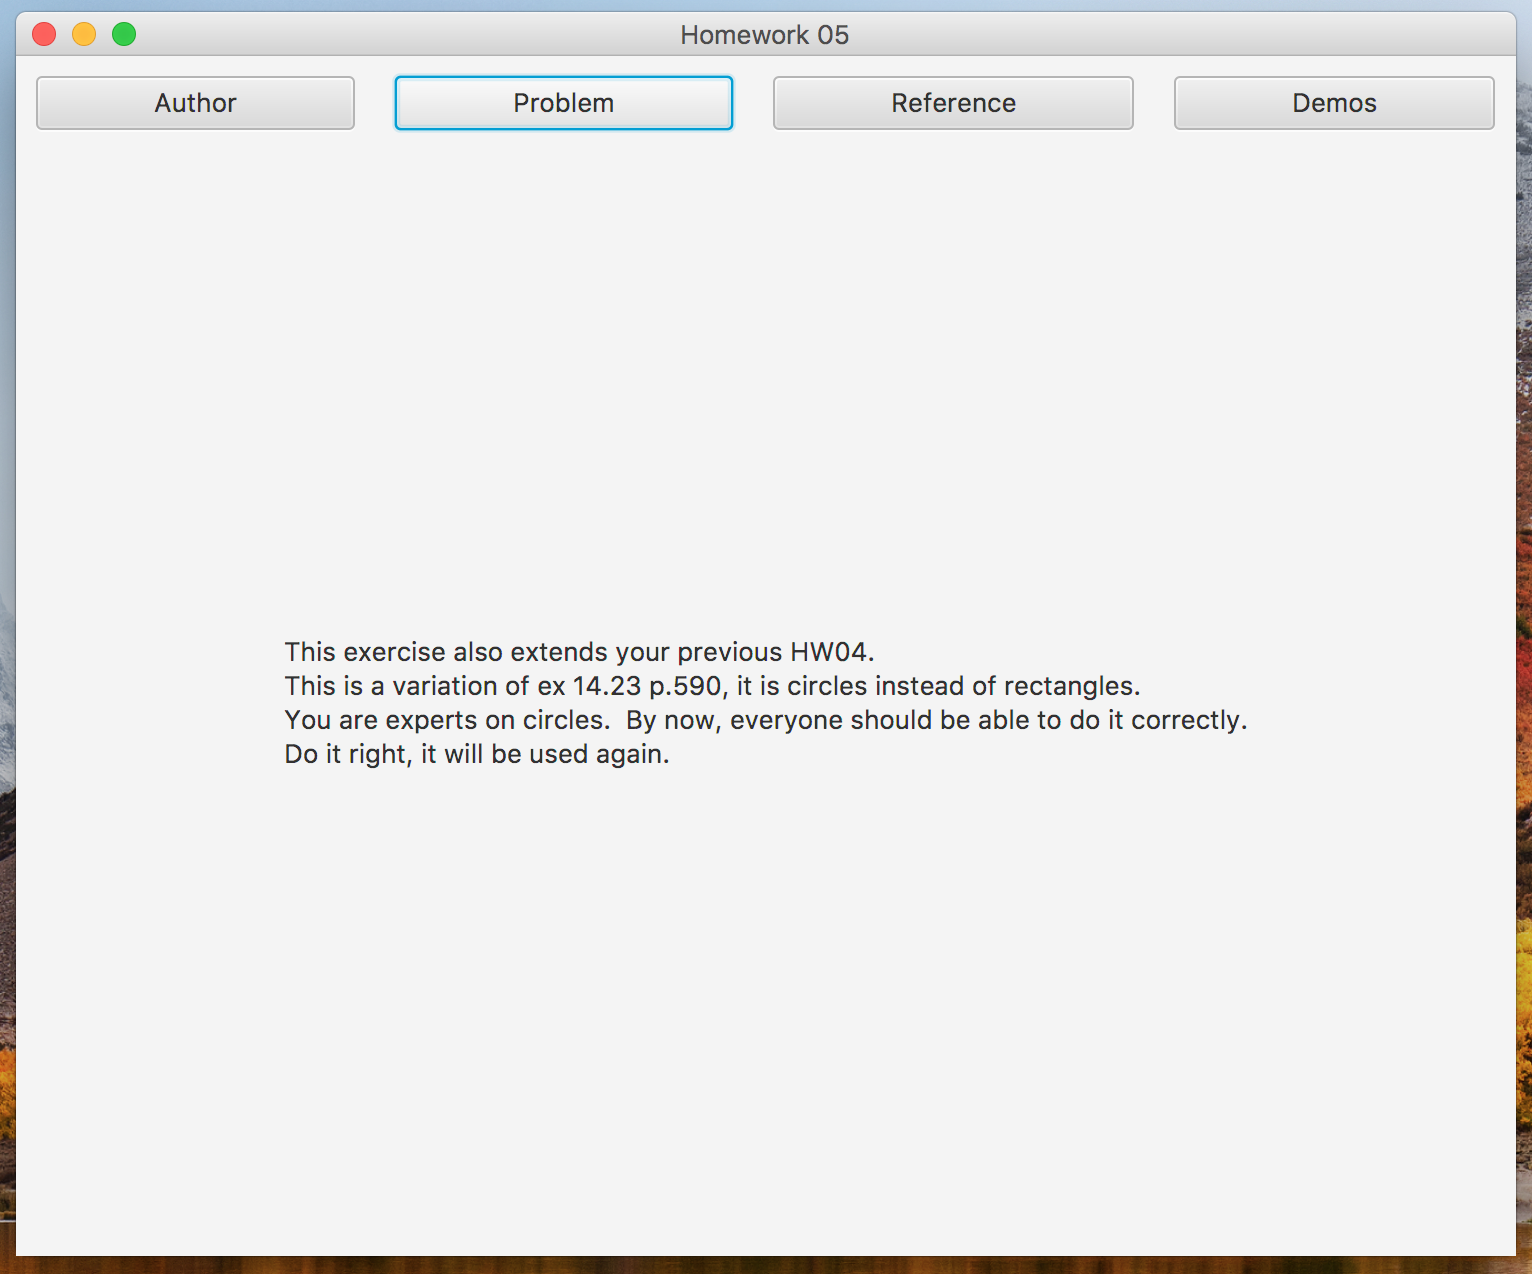 Homework 05
Author
Problem
Reference
Demos
This exercise also extends your previous HW04.
This is a variation of ex 14.23 p.590, it is circles instead of rectangles.
You are experts on circles.  By now, everyone should be able to do it correctly.
Do it right, it will be used again.